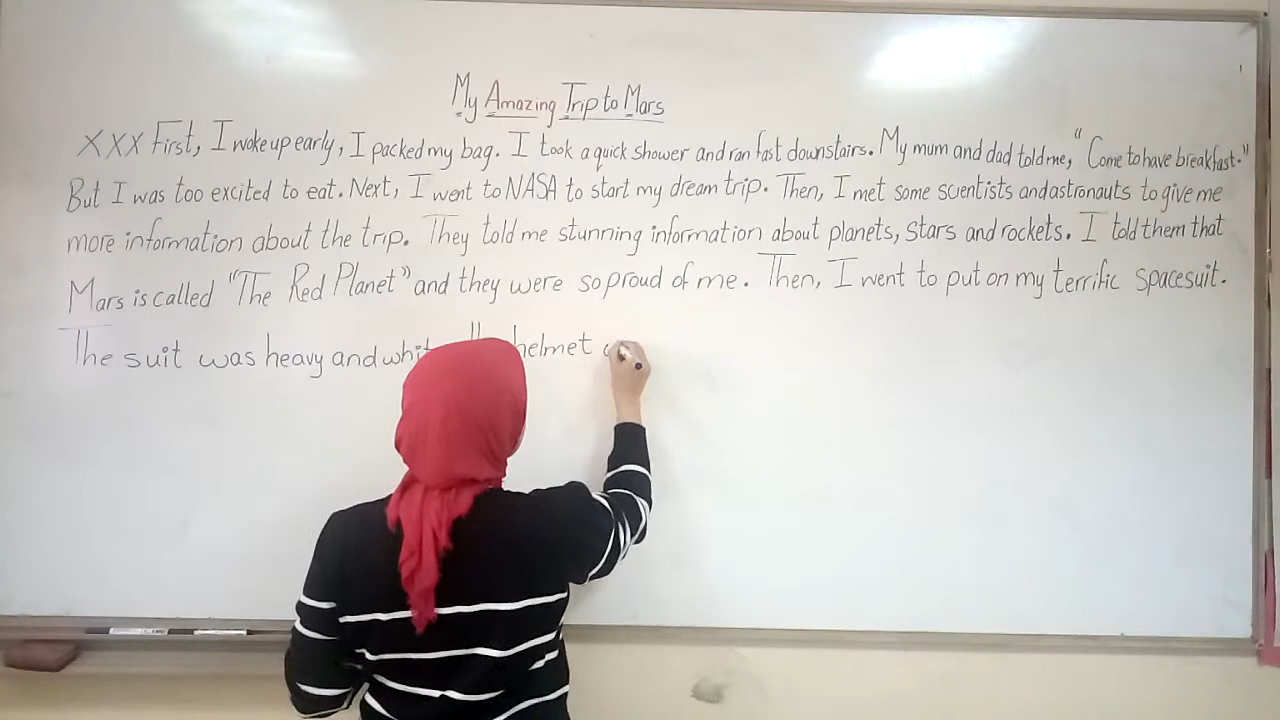 My Amazing Trip to Mars
XXX First, I woke up early, I packed my bag. I took a quick shower and ran fast downstairs. My mum and dad told me, "Come to have breakfast."
But I was too excited to eat. Next, I went to NASA to start my dream trip. Then, I met some scientists and astronauts to give me
more information about the trip. They told me stunning information about planets, stars and rockets. I told them that
Mars is called "The Red Planet" and they were so proud of me. Then, I went to put on my terrific spacesuit.
The suit was heavy and helmet